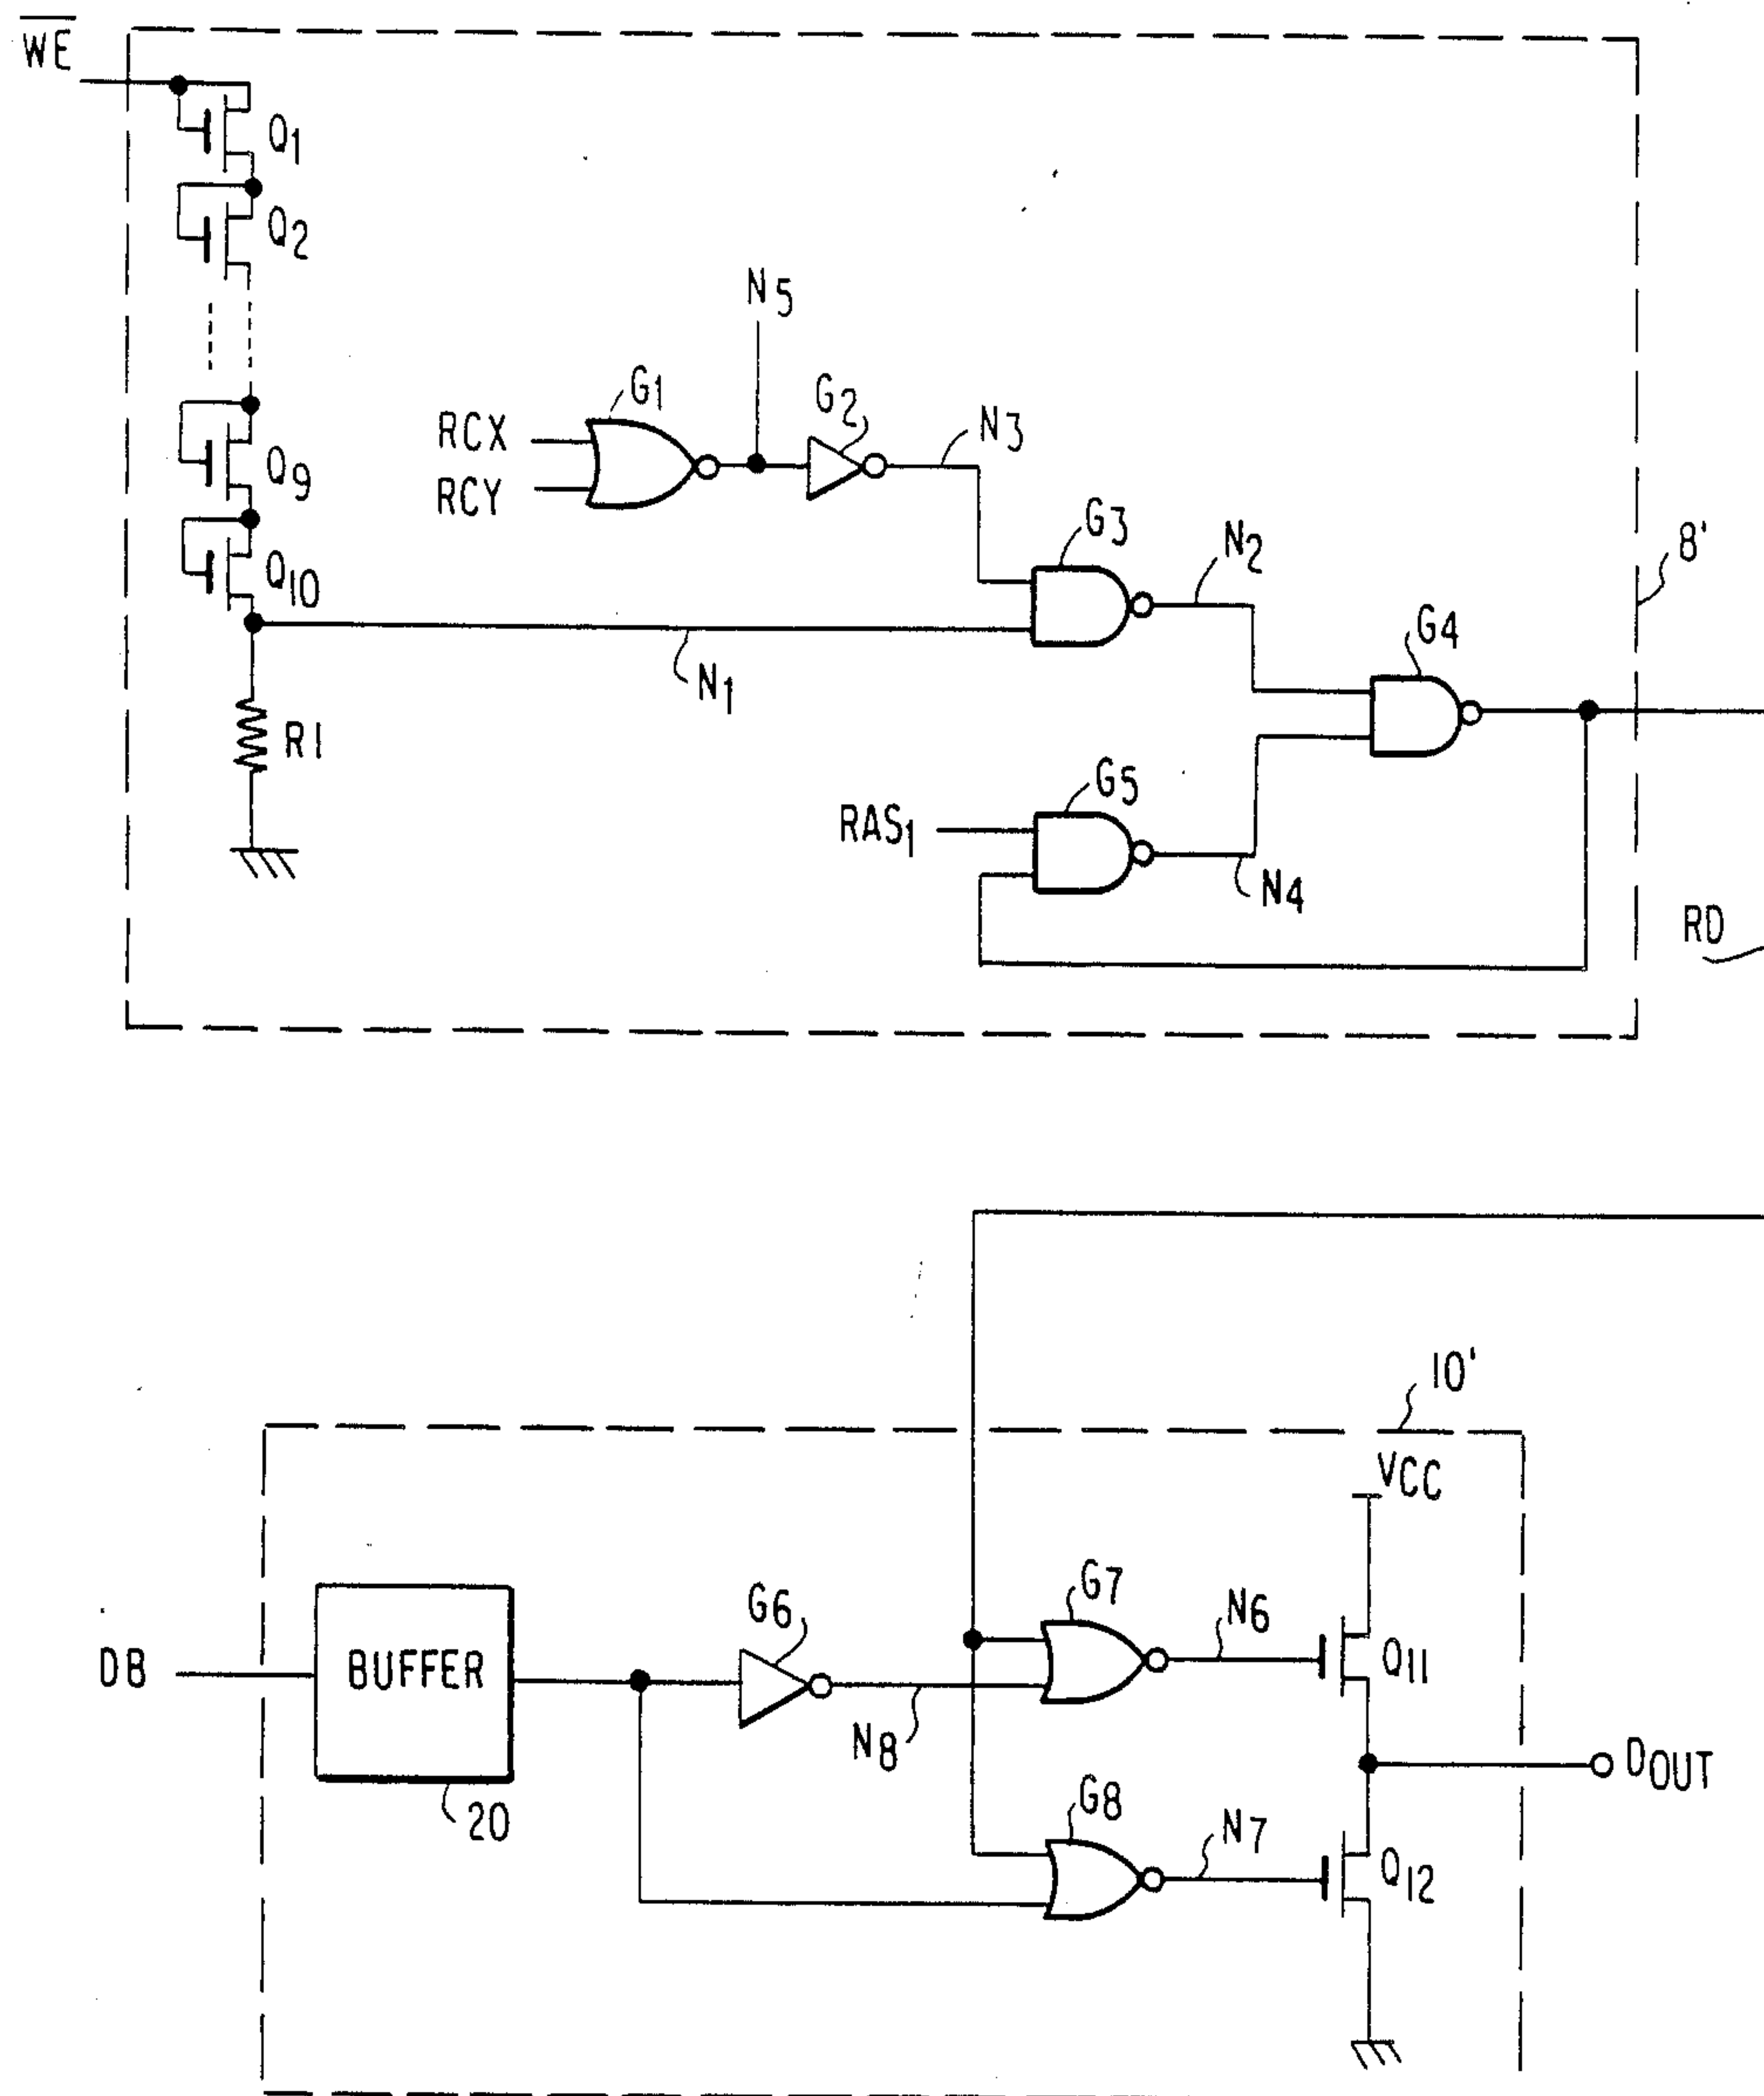 W̅E̅
Q1
Q2
N5
G1
G2
N3
RCX
RCY
Q9
G3
N2
8'
Q10
G4
N1
R1
G5
RAS1
N4
RD
10'
VCC
G7
G6
N6
DB
BUFFER
Q11
N8
DOUT
G8
20
N7
Q12